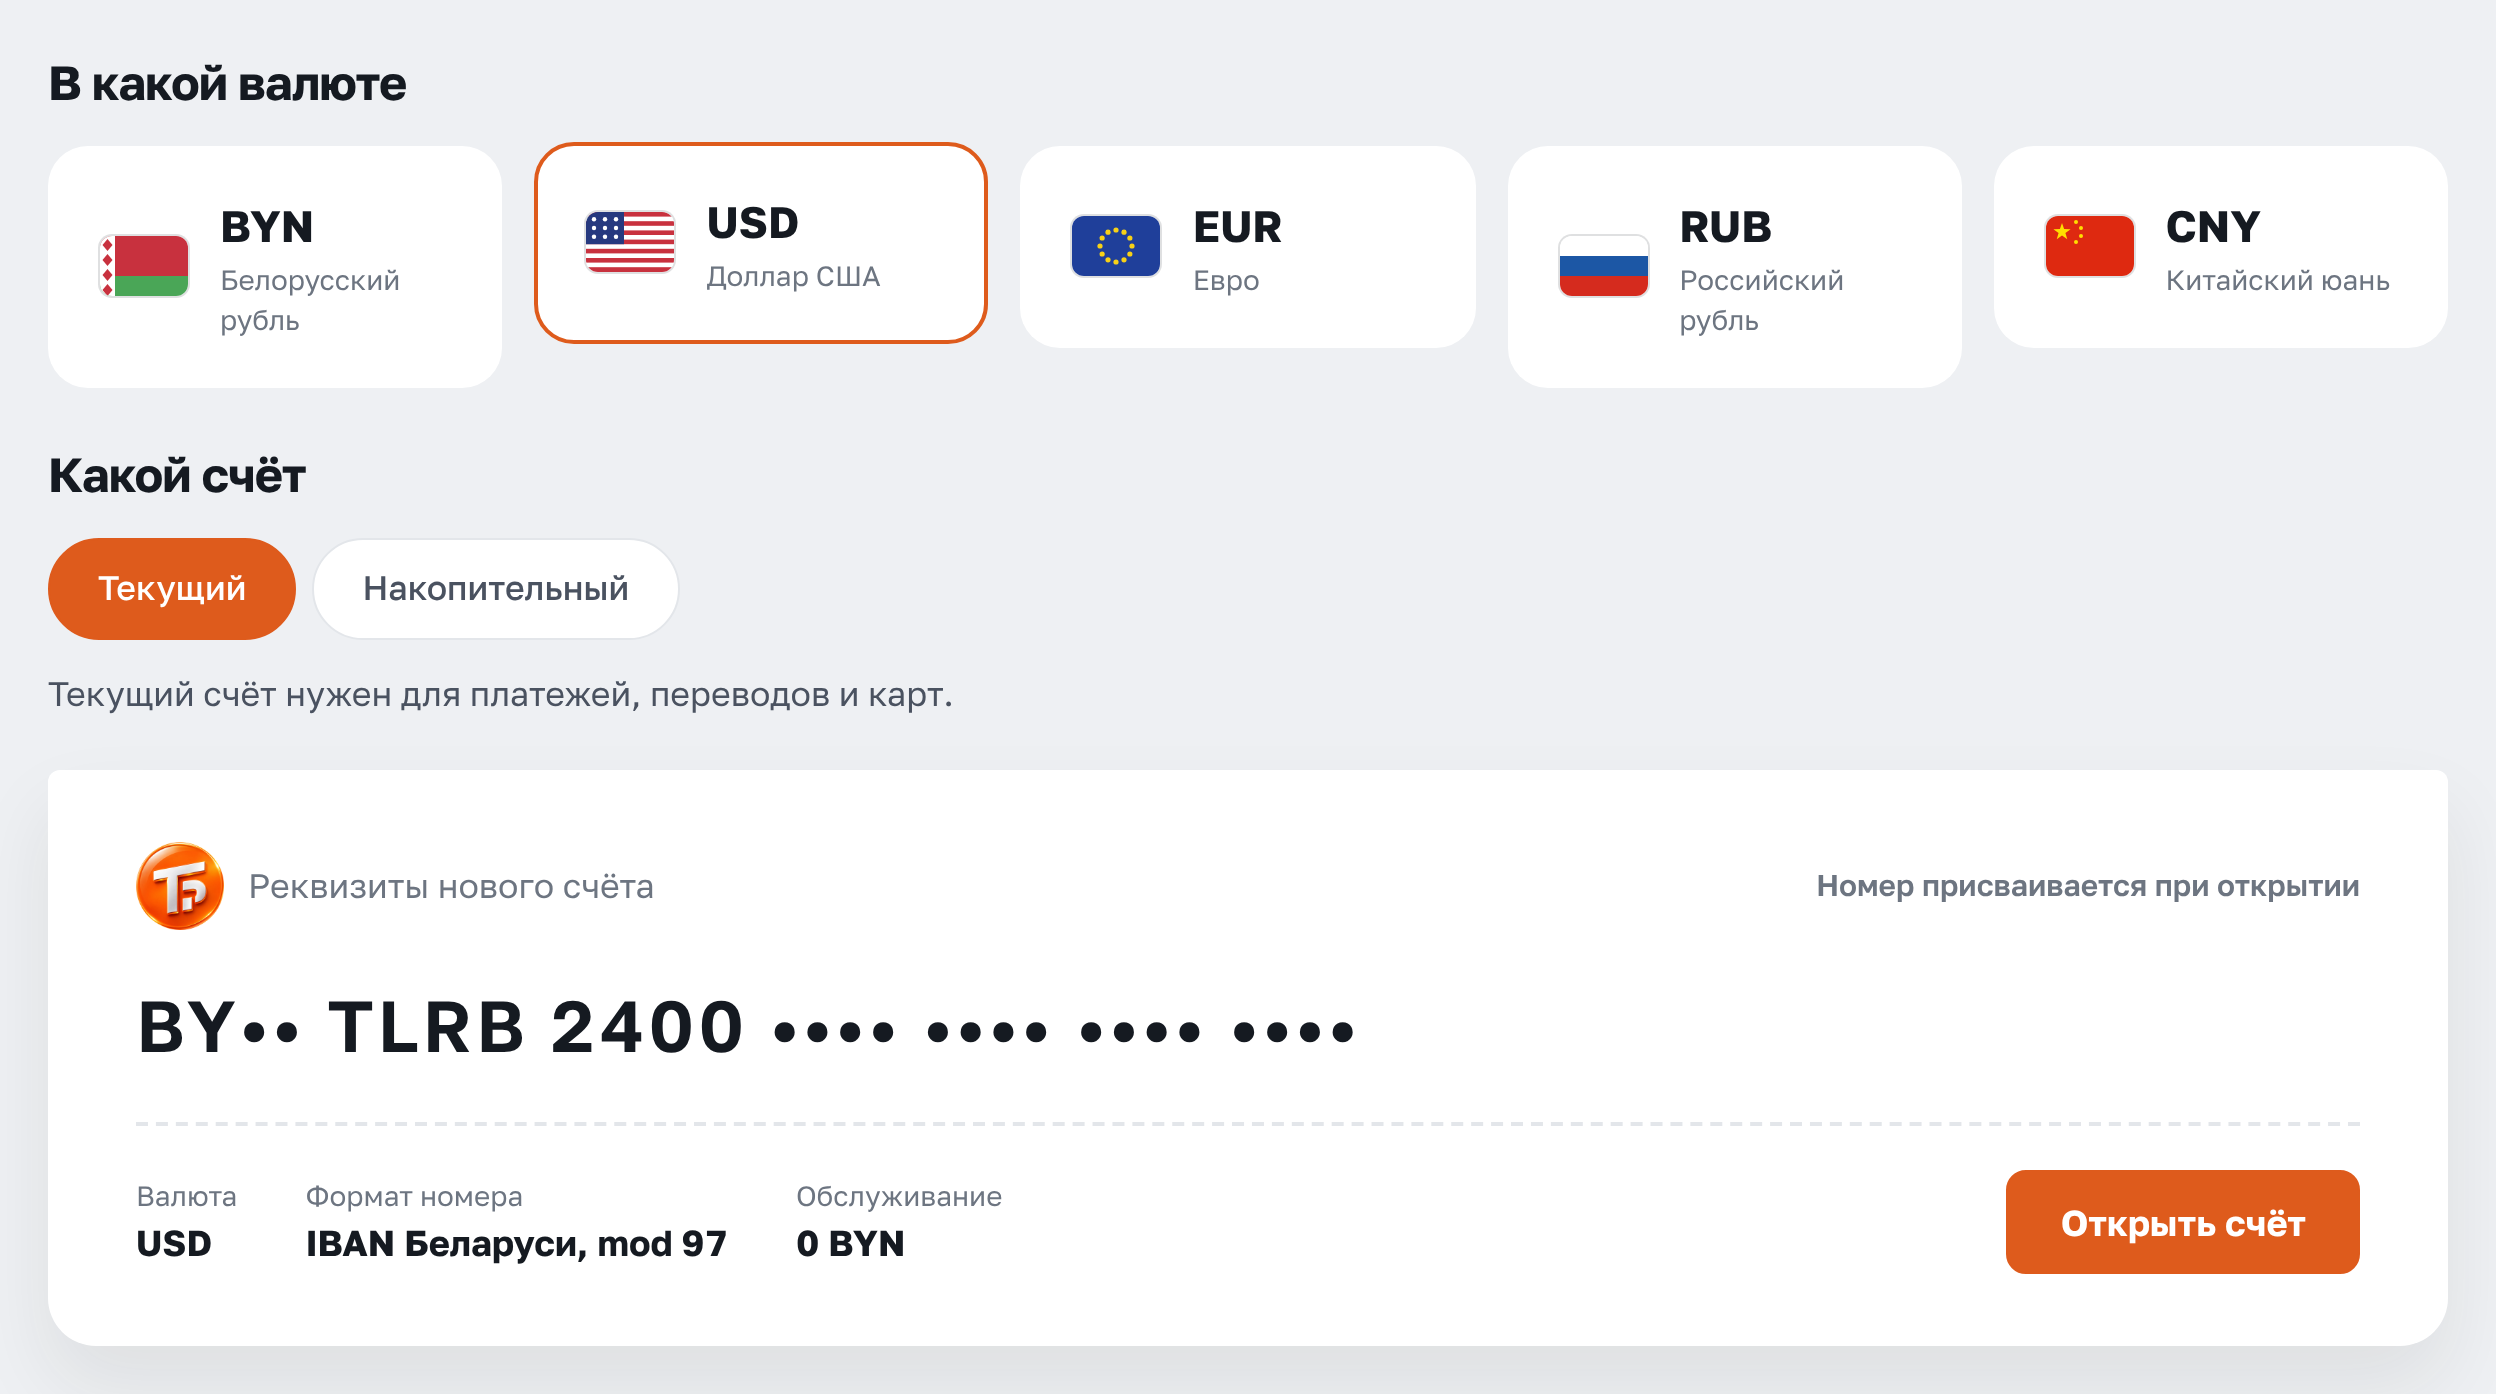 В какой валюте
BYN
Белорусский
рубль
USD
Доллар США
EUR
Евро
RUB
Российский
рубль
CNY
Китайский юань
Какой счёт
Текущий
Накопительный
Текущий счёт нужен для платежей, переводов и карт.
ТБ
Реквизиты нового счёта
Номер присваивается при открытии
BY•• TLRB 2400 •••• •••• •••• ••••
Валюта
USD
Формат номера
IBAN Беларуси, mod 97
Обслуживание
0 BYN
Открыть счёт